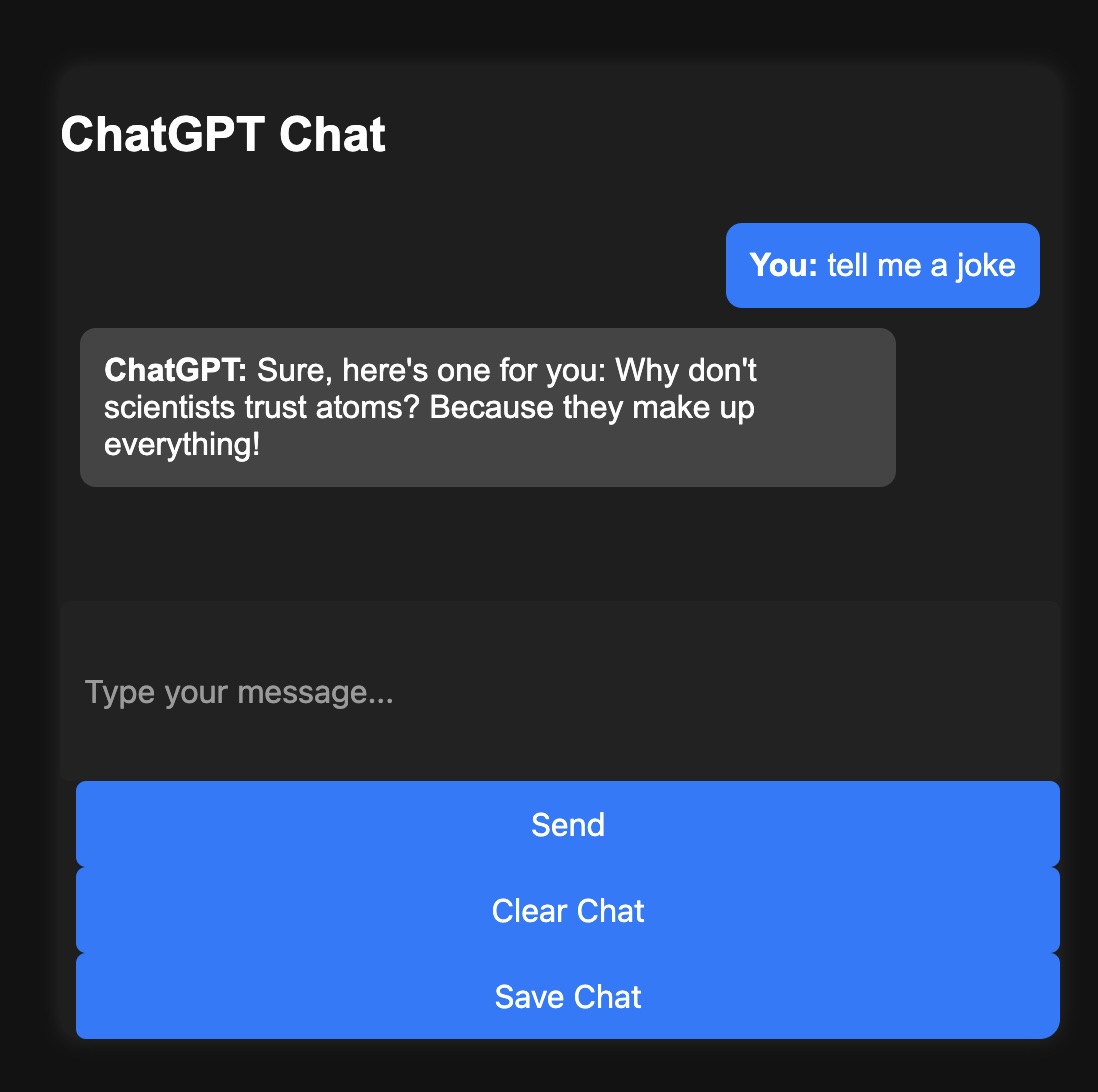 ChatGPT Chat
You: tell me a joke
ChatGPT: Sure, here's one for you: Why don't
scientists trust atoms? Because they make up
everything!
Type your message...
Send
Clear Chat
Save Chat